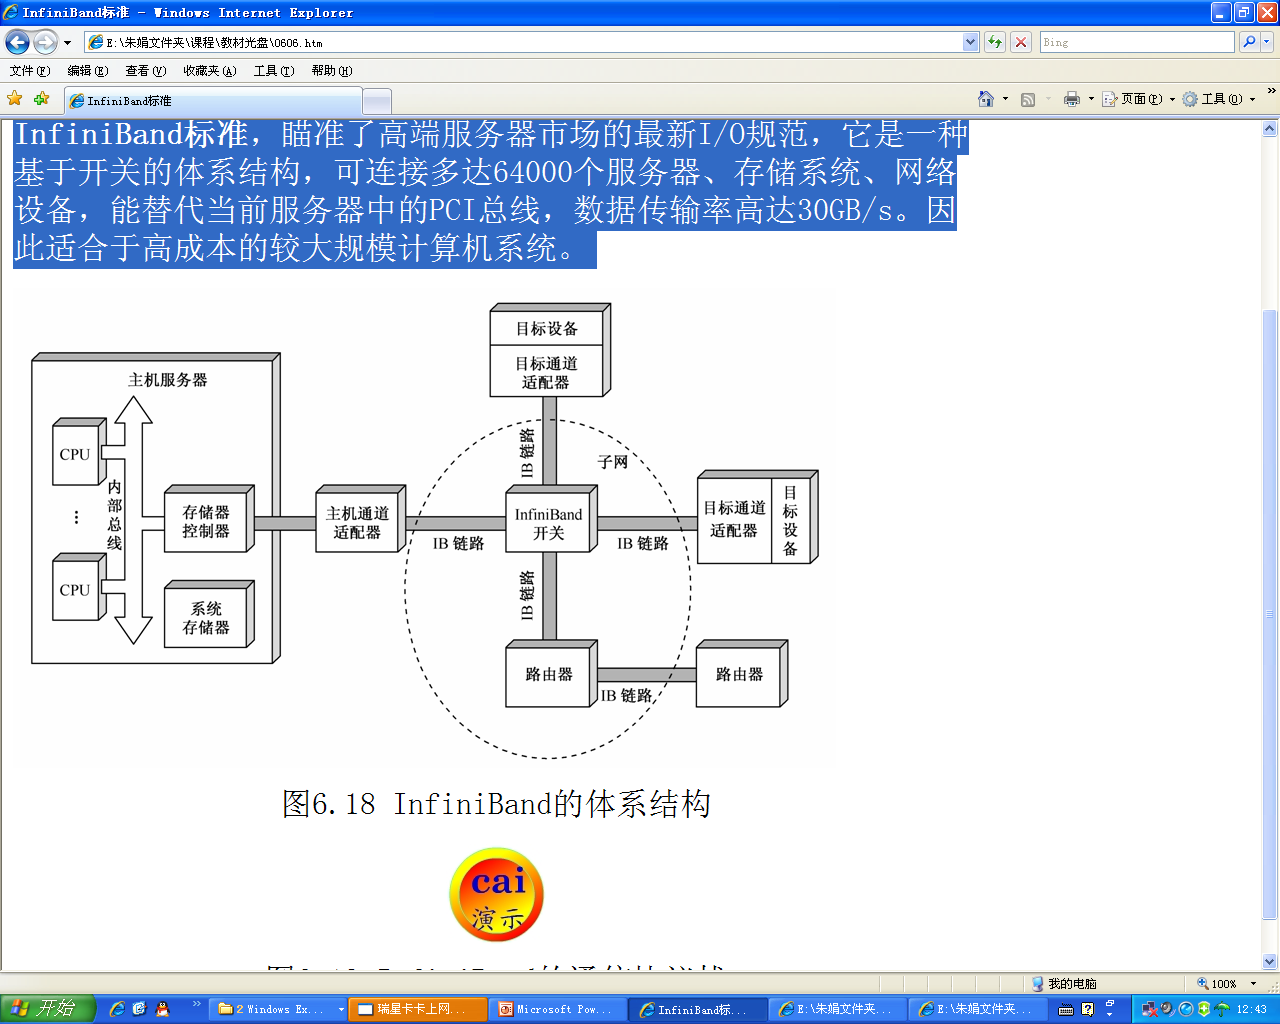 InfiniBand标准 - Windows Internet Explorer
E:\朱娟文件夹\课程\教材光盘\0606.htm
Bing
文件(F) 编辑(E) 查看(V) 收藏夹(A) 工具(T) 帮助(H)
InfiniBand标准
页面(P) 工具(O) »
InfiniBand标准，瞄准了高端服务器市场的最新I/O规范，它是一种
基于开关的体系结构，可连接多达64000个服务器、存储系统、网络
设备，能替代当前服务器中的PCI总线，数据传输率高达30GB/s。因
此适合于高成本的较大规模计算机系统。
目标设备
目标通道
适配器
主机服务器
CPU
⋮
CPU
内部总线
存储器
控制器
系统
存储器
主机通道
适配器
IB 链路
IB 链路
子网
InfiniBand
开关
IB 链路
目标通道
适配器
目标设备
IB 链路
路由器
IB 链路
路由器
图6.18 InfiniBand的体系结构
cai
演示
我的电脑
100%
开始
»
2 Windows Ex...
瑞星卡卡上网...
Microsoft Pow...
InfiniBand标...
E:\朱娟文件夹...
E:\朱娟文件夹...
12:43